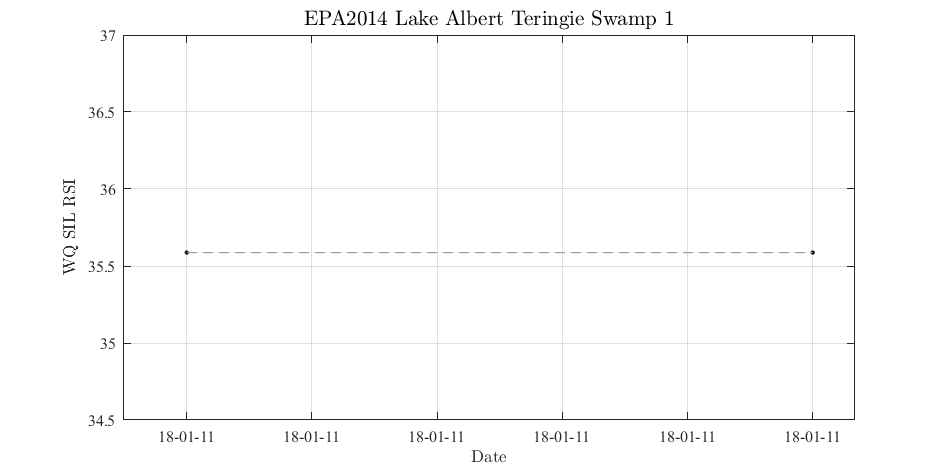 EPA2014 Lake Albert Teringie Swamp 1
37
36.5
36
35.5
35
34.5
WQ SIL RSI
18-01-11 18-01-11 18-01-11 18-01-11 18-01-11 18-01-11
Date